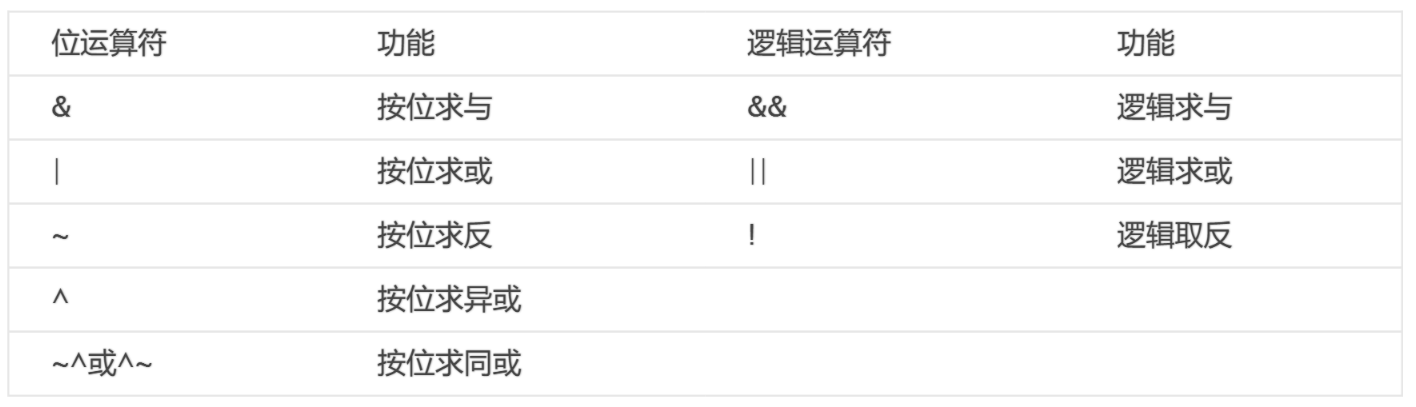 位运算符 功能 逻辑运算符 功能
& 按位求与 && 逻辑求与
| 按位求或 || 逻辑求或
~ 按位求反 ! 逻辑取反
^ 按位求异或
~^或^~ 按位求同或